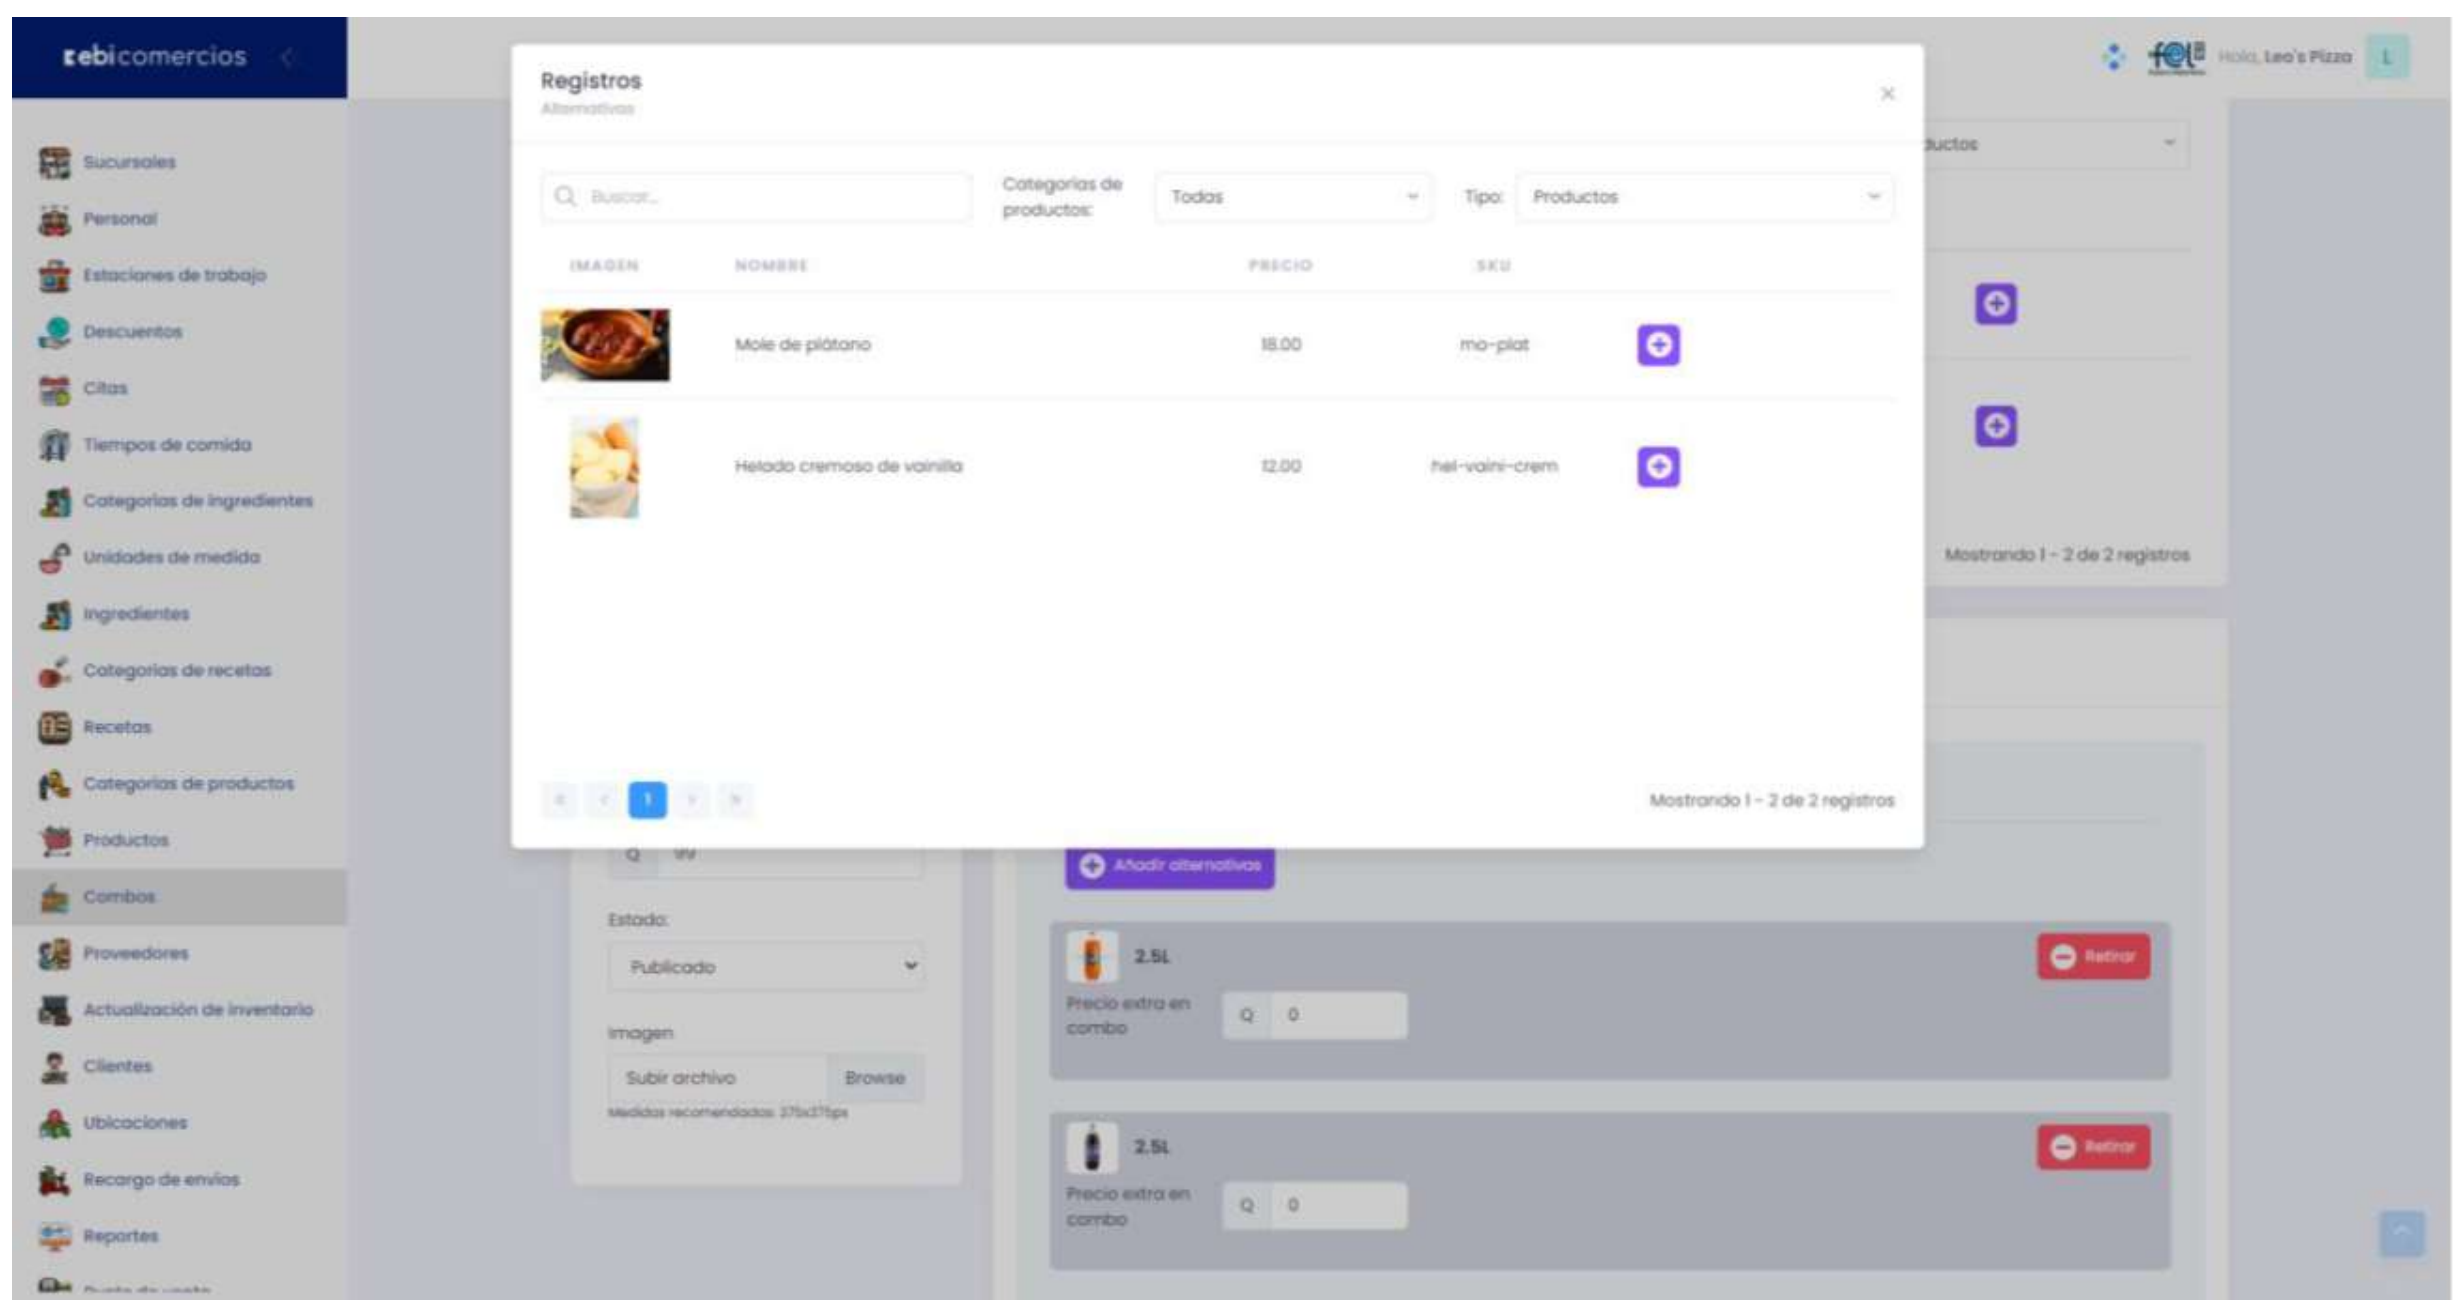 ebicomercios
Hola, Leo's Pizza L
Sucursales
Personal
Estaciones de trabajo
Descuentos
Citas
Tiempos de comida
Categorías de ingredientes
Unidades de medida
Ingredientes
Categorías de recetas
Recetas
Categorías de productos
Productos
Combos
Proveedores
Actualización de inventario
Clientes
Ubicaciones
Recargo de envíos
Reportes
Registros
Alternativas
Buscar...
Categorías de
productos:
Todas
Tipo:
Productos
IMAGEN NOMBRE PRECIO SKU
Mole de plátano 18.00 mo-plat
Helado cremoso de vainilla 12.00 hel-vaini-crem
1
Mostrando 1 - 2 de 2 registros
ductos
Mostrando 1 - 2 de 2 registros
Q
Estado:
Publicado
Imagen
Subir archivo Browse
Medidas recomendadas: 275x275px
Añadir alternativas
2.5L Retirar
Precio extra en
combo
Q 0
2.5L Retirar
Precio extra en
combo
Q 0